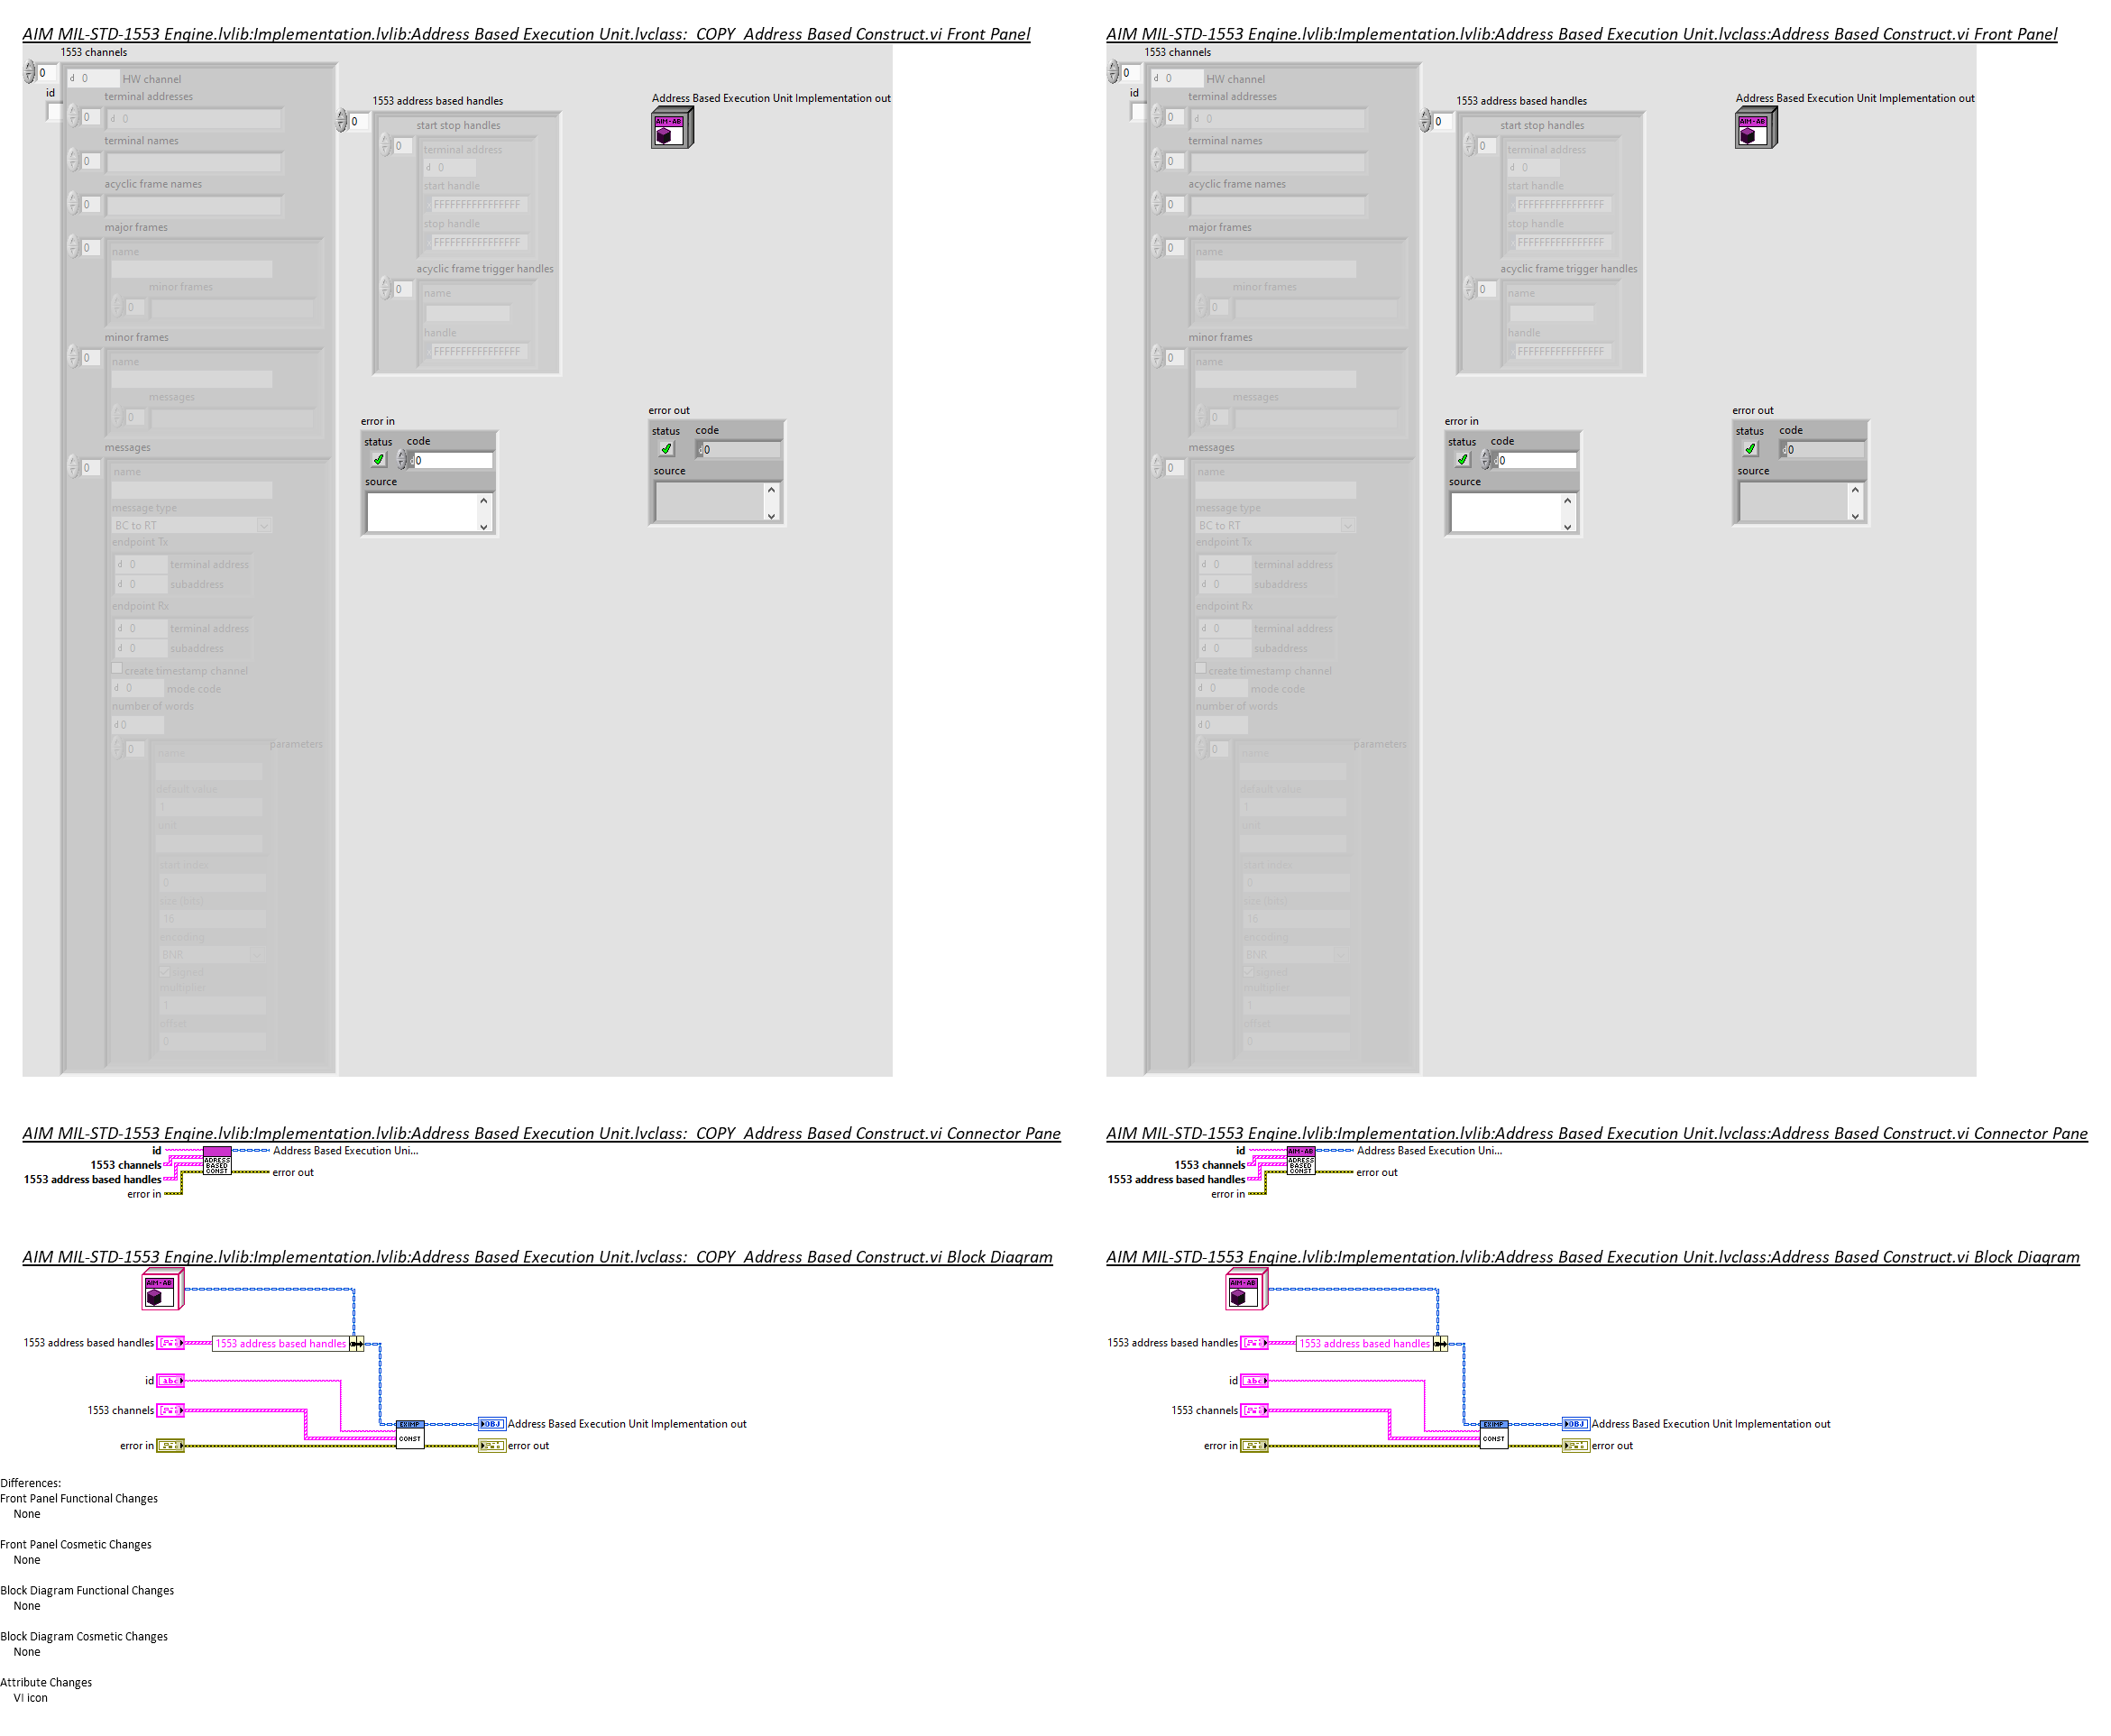 AIM MIL-STD-1553 Engine.lvlib:Implementation.lvlib:Address Based Execution Unit.lvclass:_COPY_Address Based Construct.vi Front Panel
1553 channels
0
id
d 0 HW channel
terminal addresses
0
d 0
terminal names
0
acyclic frame names
0
major frames
0
name
minor frames
0
minor frames
0
name
messages
0
messages
0
name
message type
BC to RT
endpoint Tx
d 0 terminal address
d 0 subaddress
endpoint Rx
d 0 terminal address
d 0 subaddress
create timestamp channel
d 0 mode code
number of words
d 0
0
parameters
name
default value
1
unit
start index
0
size (bits)
16
encoding
BNR
signed
multiplier
1
offset
0
1553 address based handles
0
start stop handles
0
terminal address
d 0
start handle
FFFFFFFFFFFFFFFF
stop handle
FFFFFFFFFFFFFFFF
acyclic frame trigger handles
0
name
handle
FFFFFFFFFFFFFFFF
Address Based Execution Unit Implementation out
AIM-AB
error in
status code
d0
source
error out
status code
d0
source
AIM MIL-STD-1553 Engine.lvlib:Implementation.lvlib:Address Based Execution Unit.lvclass:Address Based Construct.vi Front Panel
1553 channels
0
id
d 0 HW channel
terminal addresses
0
d 0
terminal names
0
acyclic frame names
0
major frames
0
name
minor frames
0
minor frames
0
name
messages
0
messages
0
name
message type
BC to RT
endpoint Tx
d 0 terminal address
d 0 subaddress
endpoint Rx
d 0 terminal address
d 0 subaddress
create timestamp channel
d 0 mode code
number of words
d 0
0
parameters
name
default value
1
unit
start index
0
size (bits)
16
encoding
BNR
signed
multiplier
1
offset
0
1553 address based handles
0
start stop handles
0
terminal address
d 0
start handle
FFFFFFFFFFFFFFFF
stop handle
FFFFFFFFFFFFFFFF
acyclic frame trigger handles
0
name
handle
FFFFFFFFFFFFFFFF
Address Based Execution Unit Implementation out
AIM-AB
error in
status code
d0
source
error out
status code
d0
source
AIM MIL-STD-1553 Engine.lvlib:Implementation.lvlib:Address Based Execution Unit.lvclass:_COPY_Address Based Construct.vi Connector Pane
id
1553 channels
1553 address based handles
error in
ADRESS
BASED
CONST
Address Based Execution Uni...
error out
AIM MIL-STD-1553 Engine.lvlib:Implementation.lvlib:Address Based Execution Unit.lvclass:Address Based Construct.vi Connector Pane
id
1553 channels
1553 address based handles
error in
AIM-AB
ADRESS
BASED
CONST
Address Based Execution Uni...
error out
AIM MIL-STD-1553 Engine.lvlib:Implementation.lvlib:Address Based Execution Unit.lvclass:_COPY_Address Based Construct.vi Block Diagram
AIM-AB
1553 address based handles
1553 address based handles
id
abc
1553 channels
error in
EXIMP
CONST
OBJ
Address Based Execution Unit Implementation out
error out
AIM MIL-STD-1553 Engine.lvlib:Implementation.lvlib:Address Based Execution Unit.lvclass:Address Based Construct.vi Block Diagram
AIM-AB
1553 address based handles
1553 address based handles
id
abc
1553 channels
error in
EXIMP
CONST
OBJ
Address Based Execution Unit Implementation out
error out
Differences:
Front Panel Functional Changes
None
Front Panel Cosmetic Changes
None
Block Diagram Functional Changes
None
Block Diagram Cosmetic Changes
None
Attribute Changes
VI icon